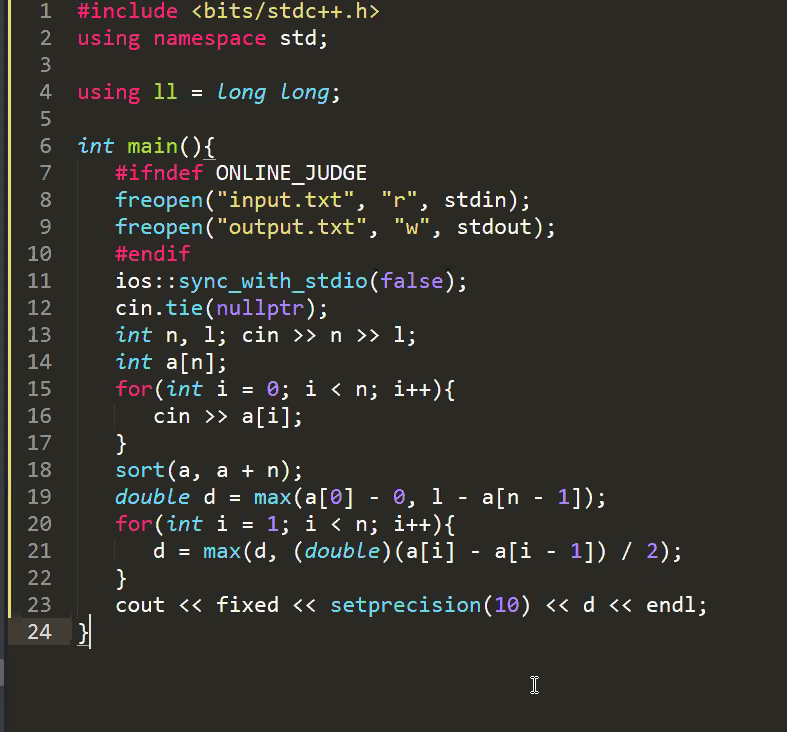 1 #include <bits/stdc++.h>
2 using namespace std;
3
4 using ll = long long;
5
6 int main(){
7 #ifndef ONLINE_JUDGE
8 freopen("input.txt", "r", stdin);
9 freopen("output.txt", "w", stdout);
10 #endif
11 ios::sync_with_stdio(false);
12 cin.tie(nullptr);
13 int n, l; cin >> n >> l;
14 int a[n];
15 for(int i = 0; i < n; i++){
16 cin >> a[i];
17 }
18 sort(a, a + n);
19 double d = max(a[0] - 0, l - a[n - 1]);
20 for(int i = 1; i < n; i++){
21 d = max(d, (double)(a[i] - a[i - 1]) / 2);
22 }
23 cout << fixed << setprecision(10) << d << endl;
24 }